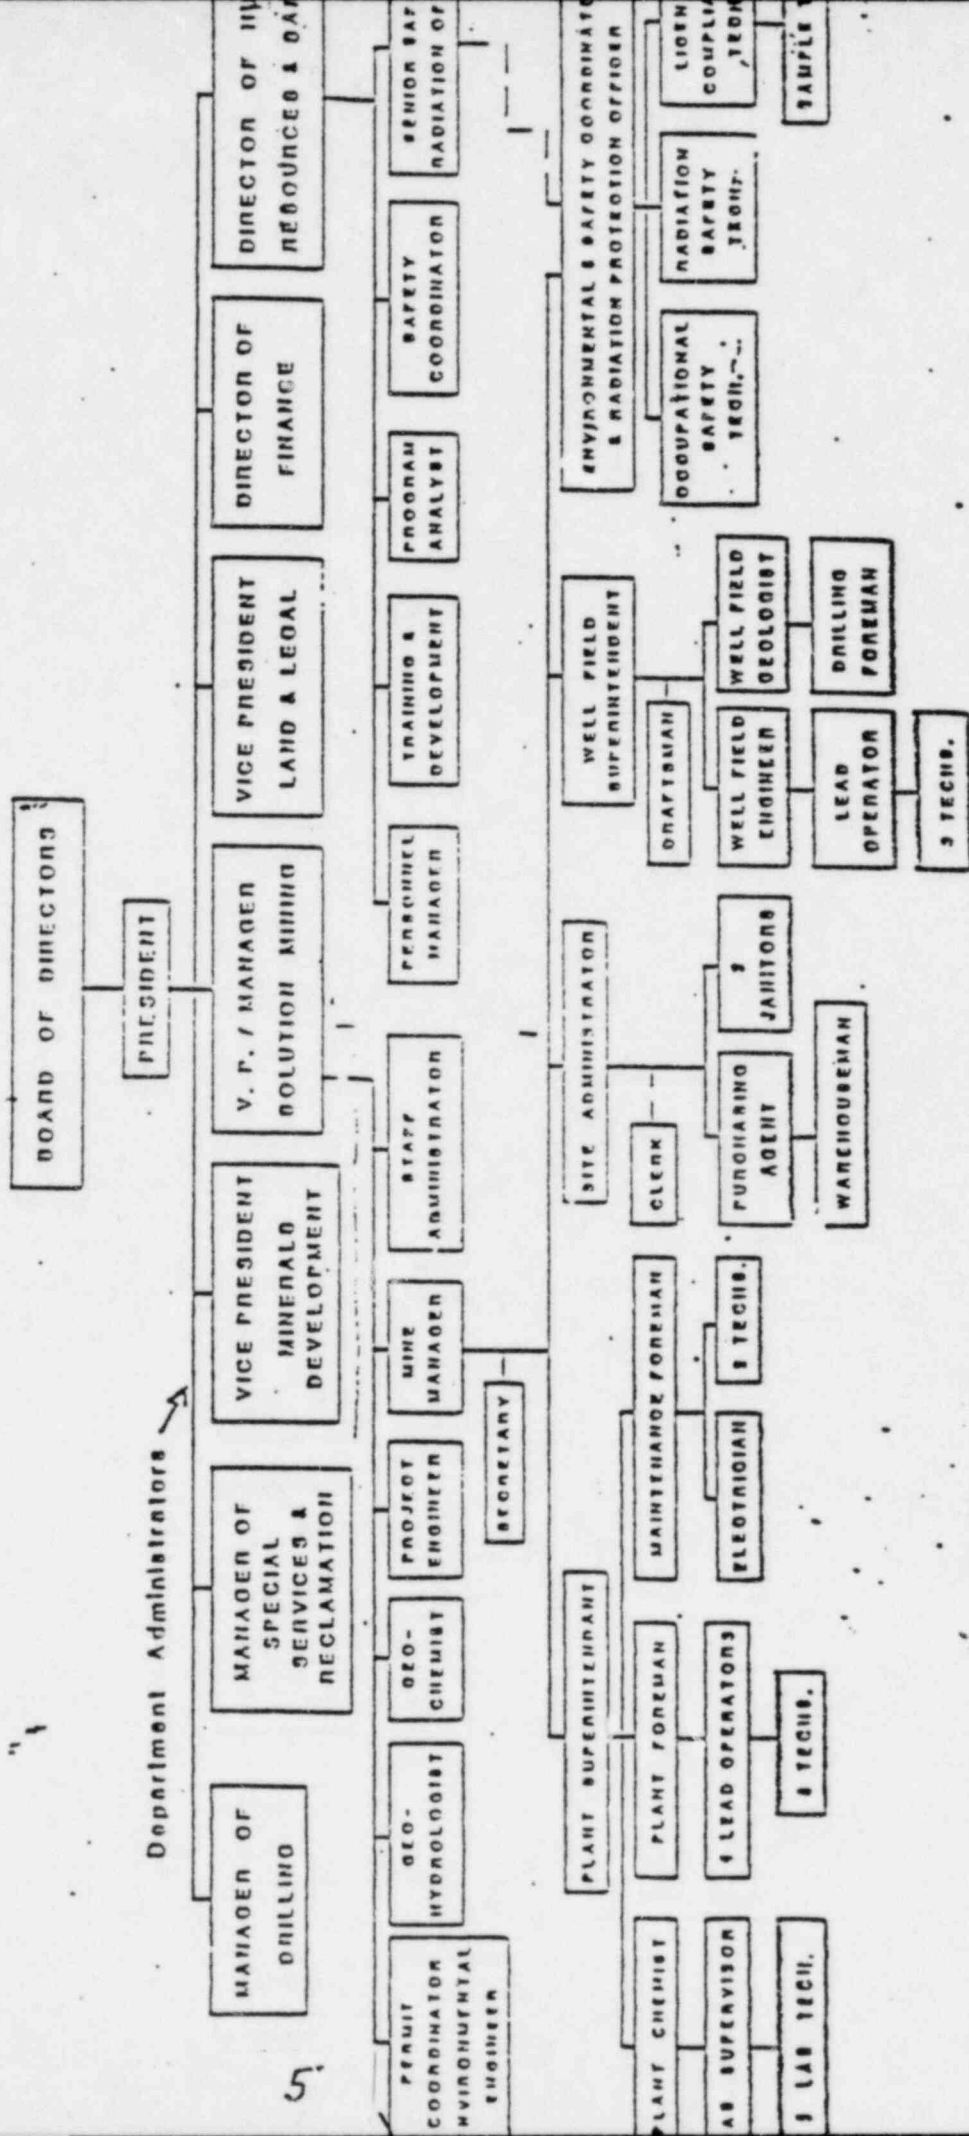 BOARD OF DIRECTORS
PRESIDENT
Department Administrators
MANAGER OF
DRILLING
MANAGER OF
SPECIAL
SERVICES &
RECLAMATION
VICE PRESIDENT
MINERALS
DEVELOPMENT
V. P. / MANAGER
SOLUTION MINING
VICE PRESIDENT
LAND & LEGAL
DIRECTOR OF
FINANCE
DIRECTOR OF
5.
PERMIT
COORDINATOR
NVIRONMENTAL
ENGINEER
GEO-
HYDROLOGIST
GEO-
CHEMIST
PROJECT
ENGINEER
MINE
MANAGER
STAFF
ADMINISTRATOR
PERSONNEL
MANAGER
TRAINING &
DEVELOPMENT
PROGRAM
ANALYST
SAFETY
COORDINATOR
SENIOR
RADIATION
SECRETARY
PLANT SUPERINTENDANT
SITE ADMINISTRATOR
WELL FIELD
SUPERINTENDENT
ENVIRONMENTAL & SAFETY COORDINATO
& RADIATION PROTECTION OFFICER
PLANT CHEMIST
PLANT FOREMAN
MAINTENANCE FOREMAN
CLERK
DRAFTSMAN
OCCUPATIONAL
SAFETY
TECH.
RADIATION
SAFETY
TECH.
TECH
AB SUPERVISOR
4 LEAD OPERATORS
ELECTRICIAN
TECHS.
PURCHASING
AGENT
JANITORS
WELL FIELD
ENGINEER
WELL FIELD
GEOLOGIST
LAB TECH.
TECHS.
WAREHOUSEMAN
LEAD
OPERATOR
DRILLING
FOREMAN
SAMPLE
TECHS.